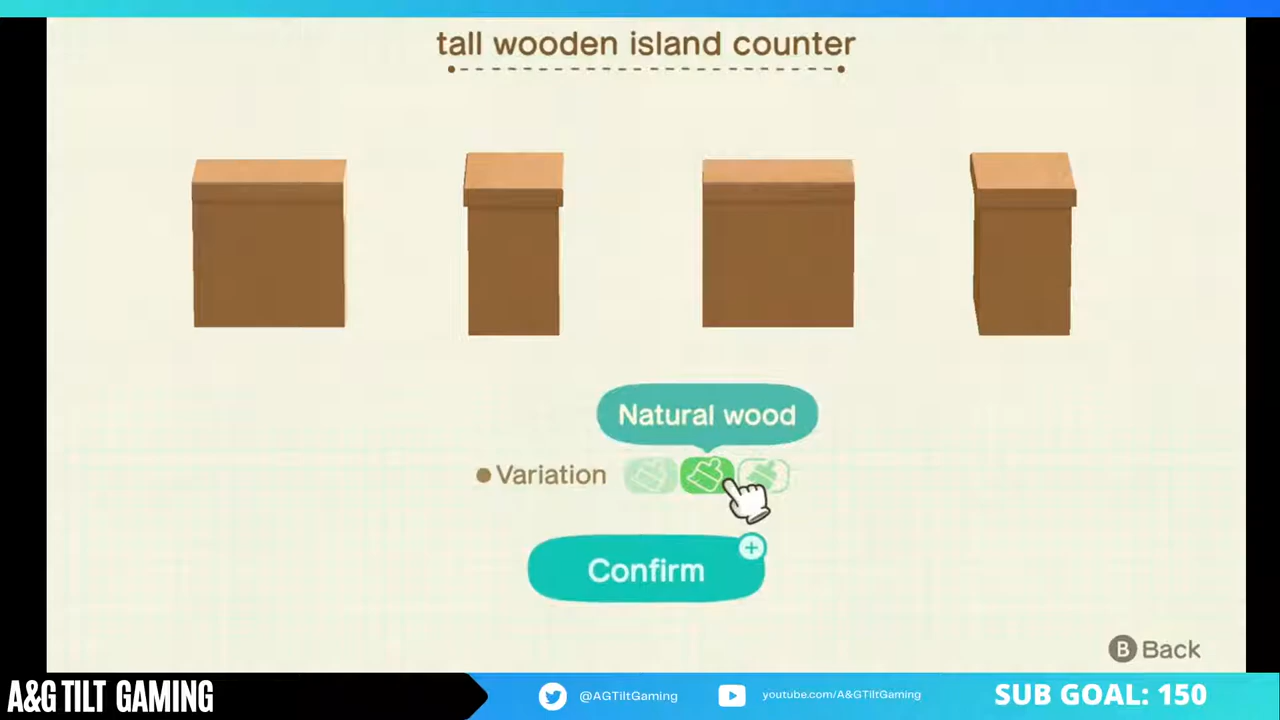 tall wooden island counter
Natural wood
Variation
+
Confirm
B Back
A&G TILT GAMING
@AGTiltGaming
youtube.com/A&GTiltGaming
SUB GOAL: 150